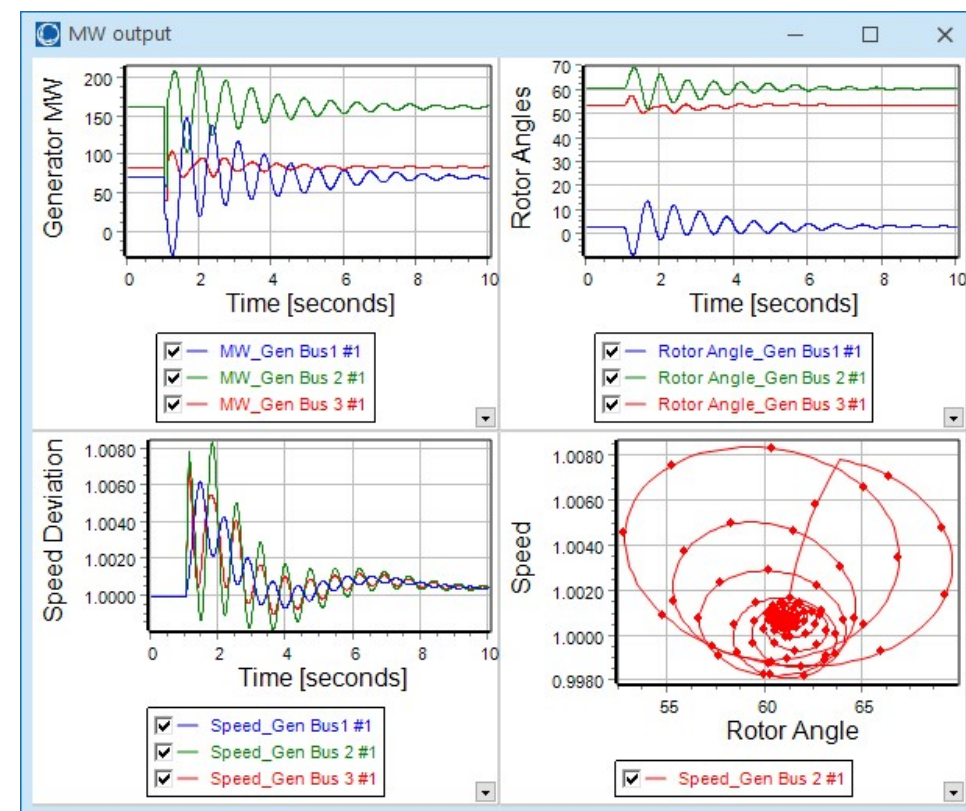 MW output
Generator MW
200
150
100
50
0
0 2 4 6 8 10
Time [seconds]
MW_Gen Bus1 #1
MW_Gen Bus 2 #1
MW_Gen Bus 3 #1
Rotor Angles
70
60
50
40
30
20
10
0
0 2 4 6 8 10
Time [seconds]
Rotor Angle_Gen Bus1 #1
Rotor Angle_Gen Bus 2 #1
Rotor Angle_Gen Bus 3 #1
Speed Deviation
1.0080
1.0060
1.0040
1.0020
1.0000
0 2 4 6 8 10
Time [seconds]
Speed_Gen Bus1 #1
Speed_Gen Bus 2 #1
Speed_Gen Bus 3 #1
Speed
1.0080
1.0060
1.0040
1.0020
1.0000
0.9980
55 60 65
Rotor Angle
Speed_Gen Bus 2 #1